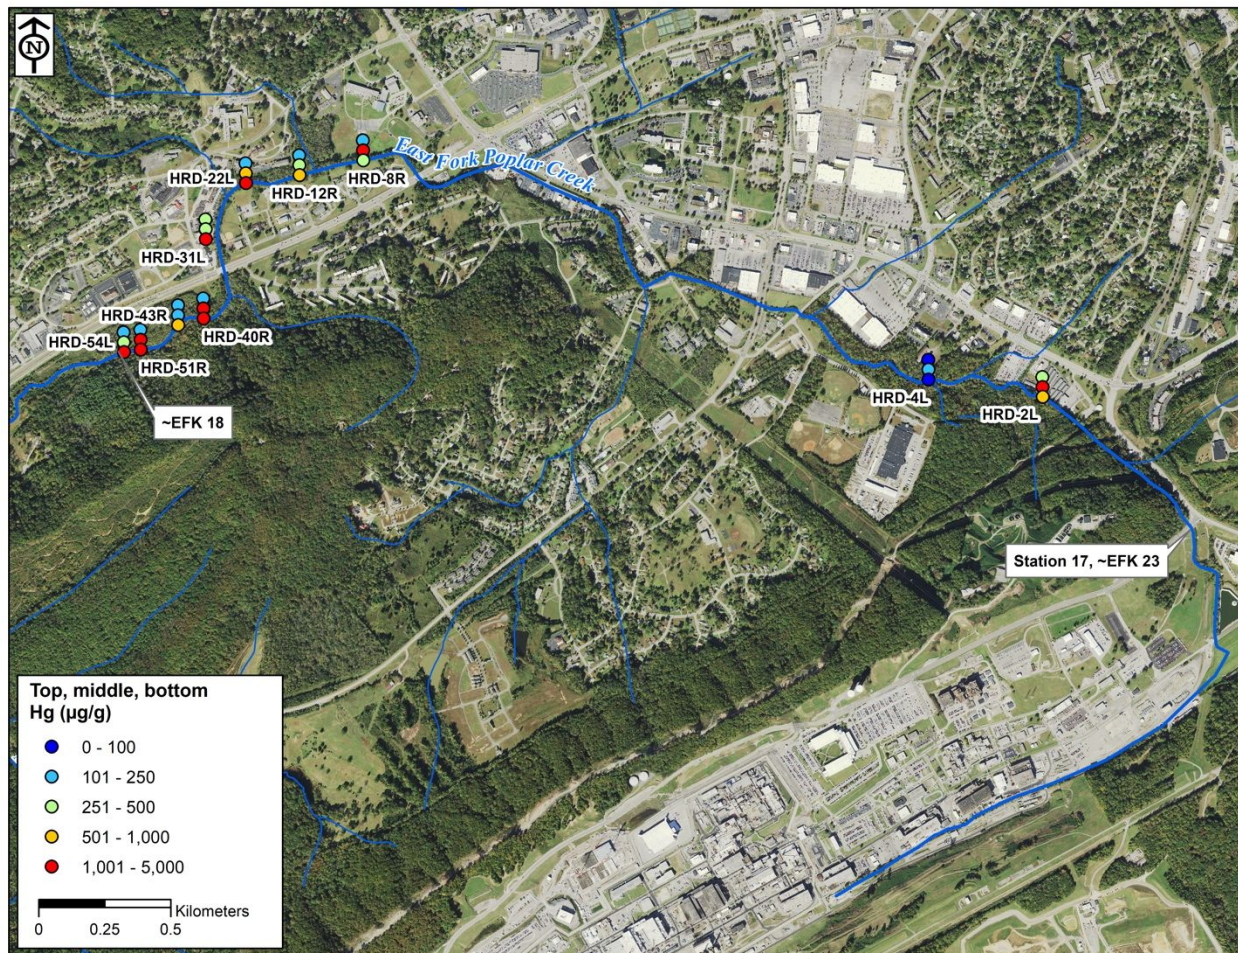 N
East Fork Poplar Creek
HRD-22L
HRD-12R
HRD-8R
HRD-31L
HRD-43R
HRD-40R
HRD-54L
HRD-51R
~EFK 18
HRD-4L
HRD-2L
Station 17, ~EFK 23
Top, middle, bottom
Hg (µg/g)
0 - 100
101 - 250
251 - 500
501 - 1,000
1,001 - 5,000
Kilometers
0 0.25 0.5